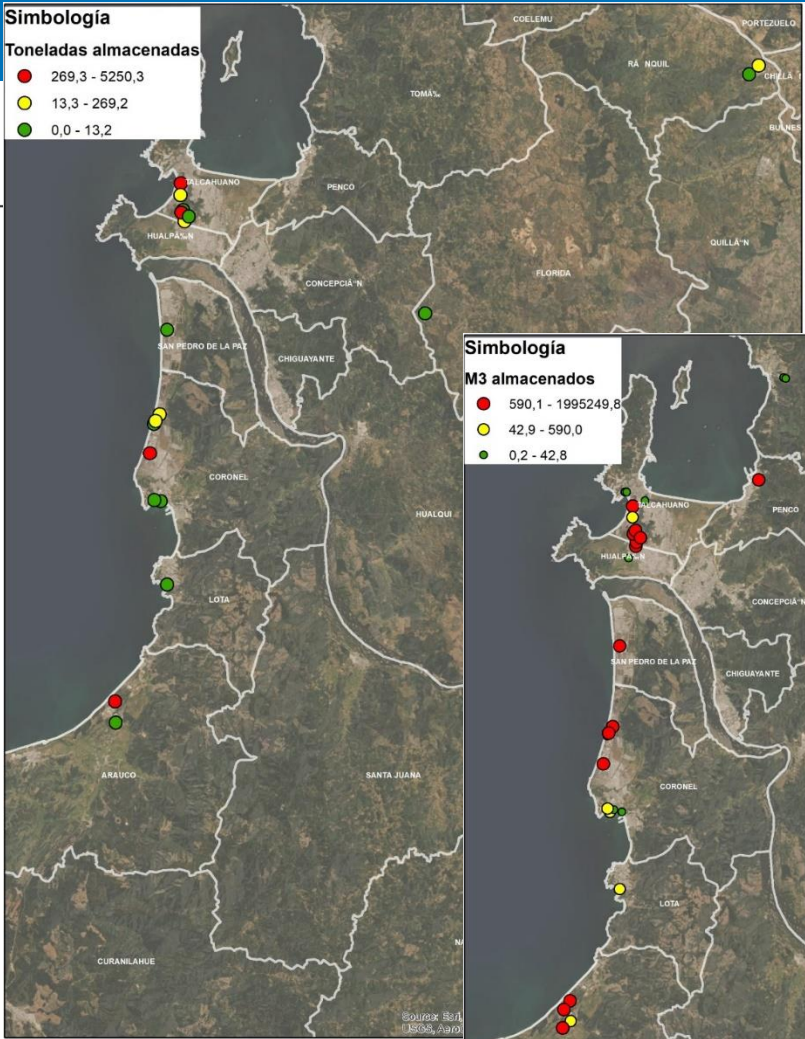 Simbología
Toneladas almacenadas
269,3 - 5250,3
13,3 - 269,2
0,0 - 13,2
COELEMU
PORTEZUELO
RÃ NQUIL
TOMÃ‰
BULNES
TALCAHUANO
PENCO
HUALPÃ‰N
QUILLÃ“N
CONCEPCIÃ“N
FLORIDA
SAN PEDRO DE LA PAZ
CHIGUAYANTE
CORONEL
HUALQUI
LOTA
ARAUCO
SANTA JUANA
CURANILAHUE
Source: Esri,
Simbología
M3 almacenados
590,1 - 1995249,8
42,9 - 590,0
0,2 - 42,8
TALCAHUANO
PENCO
HUALPÃ‰N
CONCEPCIÃ“N
SAN PEDRO DE LA PAZ
CHIGUAYANTE
CORONEL
LOTA